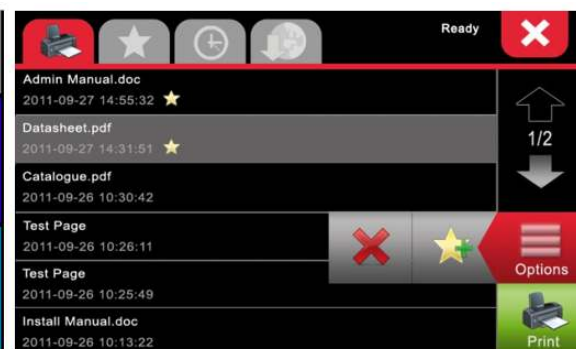 Ready
Admin Manual.doc
2011-09-27 14:55:32
Datasheet.pdf
2011-09-27 14:31:51
1/2
Catalogue.pdf
2011-09-26 10:30:42
Test Page
2011-09-26 10:26:11
Options
Test Page
2011-09-26 10:25:49
Install Manual.doc
2011-09-26 10:13:22
Print